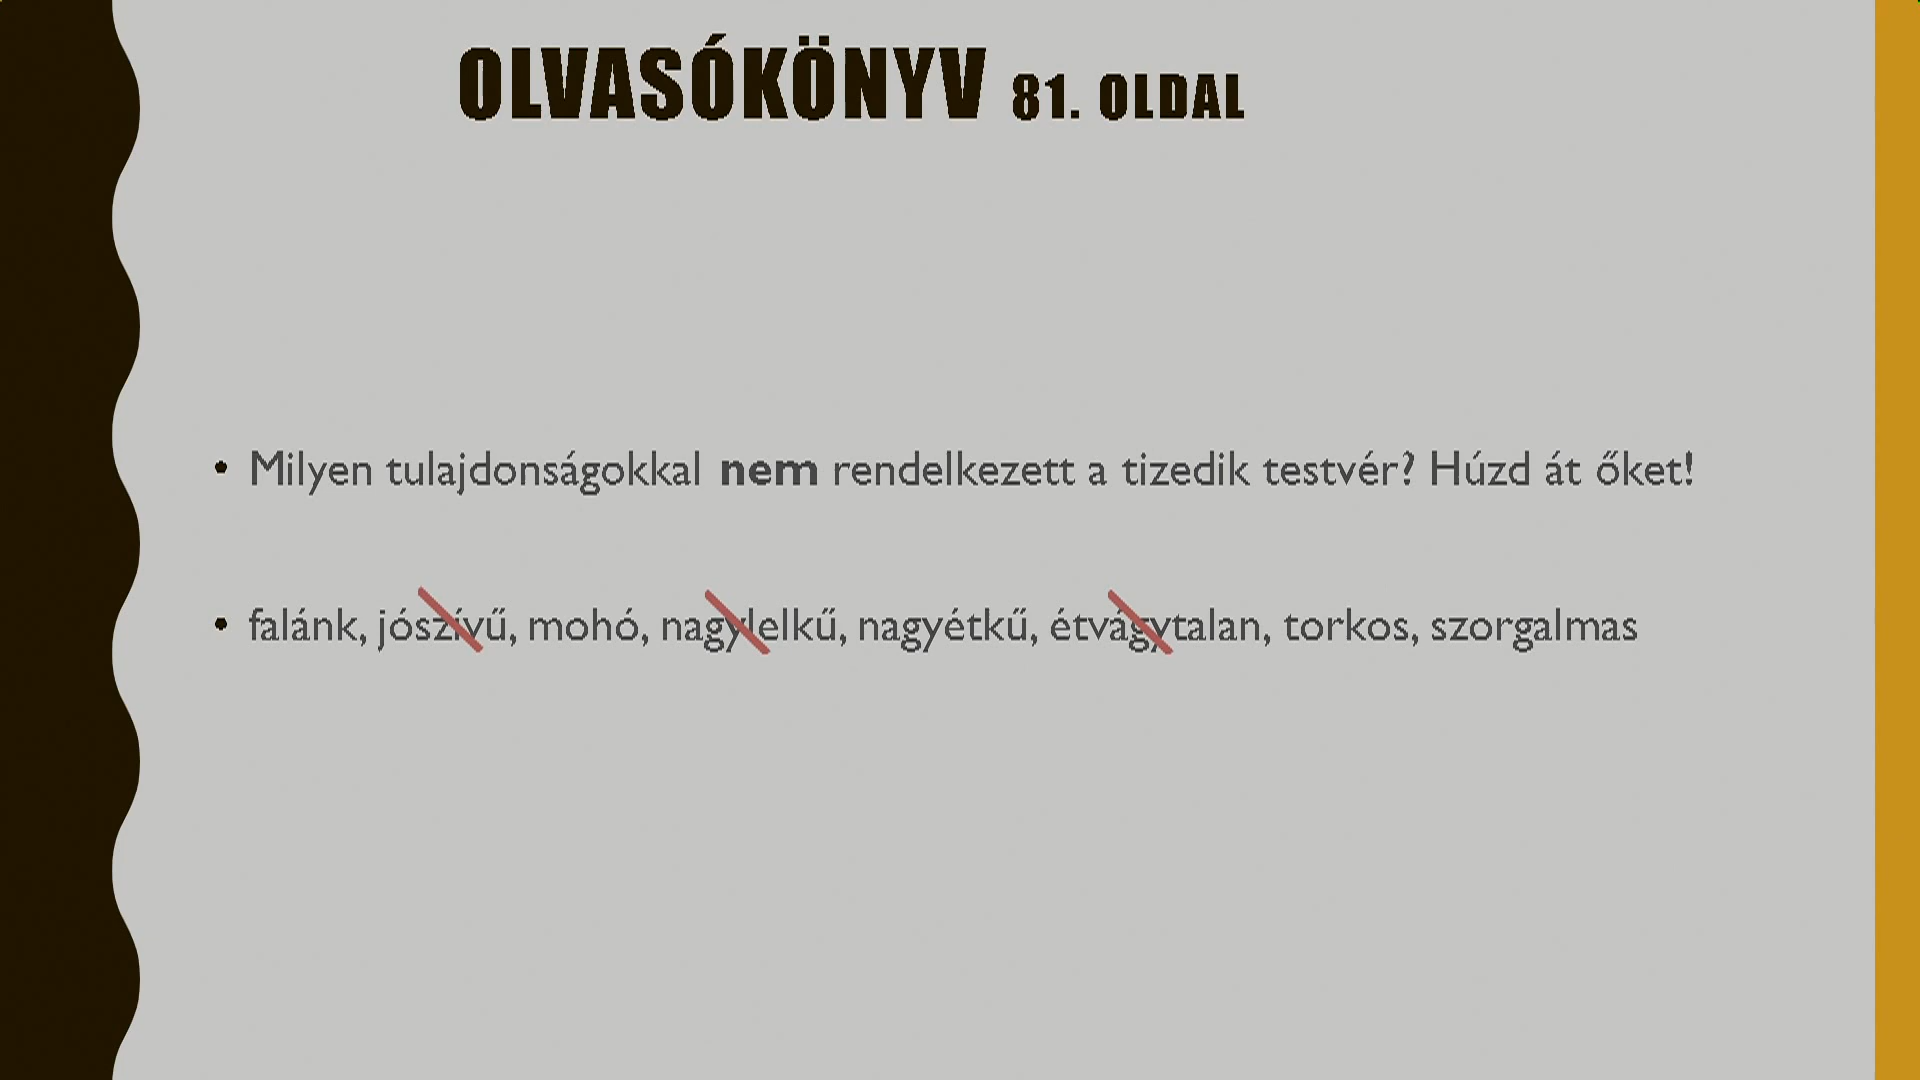 OLVASÓKÖNYV 81. OLDAL
• Milyen tulajdonságokkal nem rendelkezett a tizedik testvér? Húzd át őket!
• falánk, jószívű, mohó, nagylelkű, nagyétkű, étvágytalan, torkos, szorgalmas